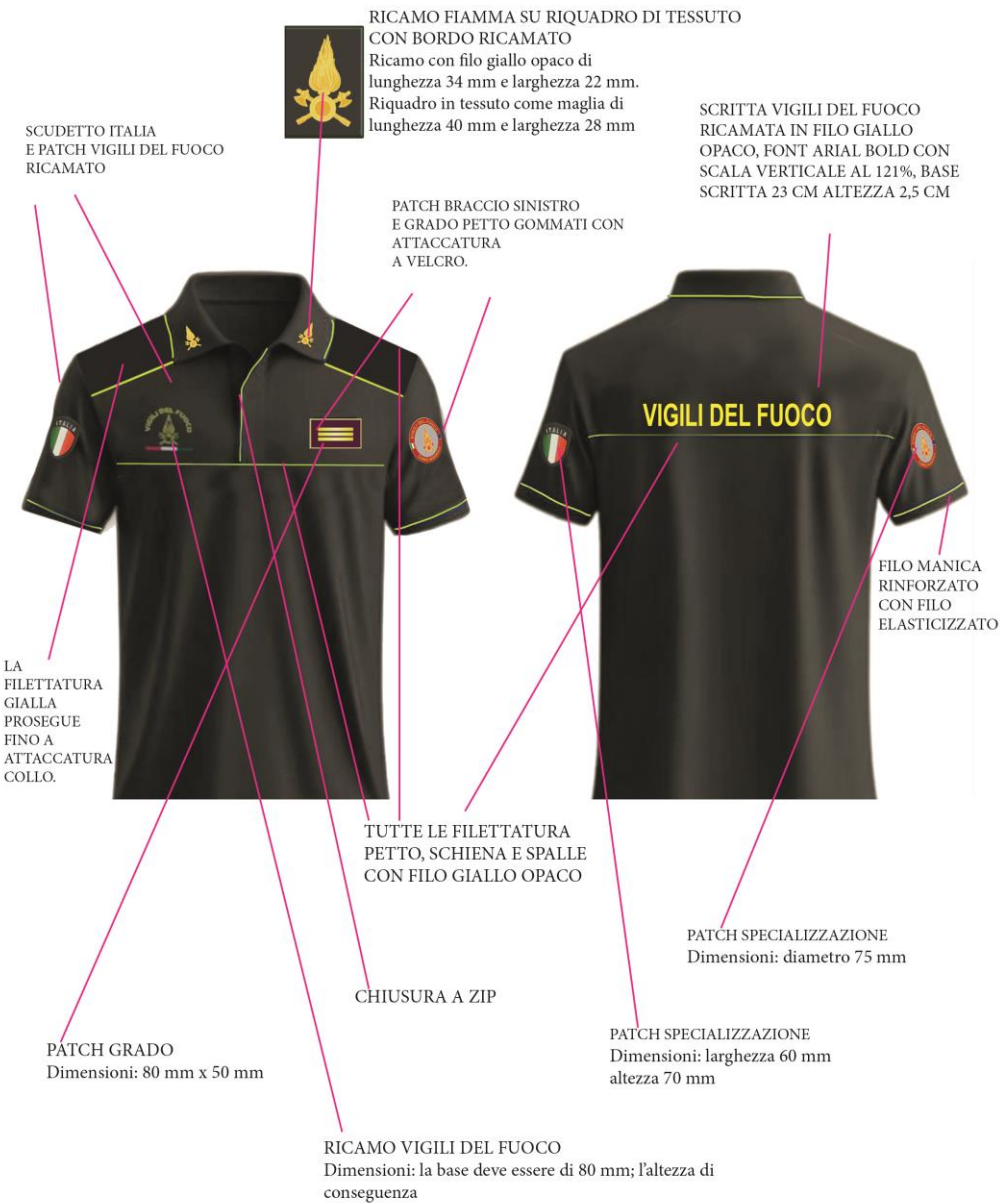 RICAMO FIAMMA SU RIQUADRO DI TESSUTO
CON BORDO RICAMATO
Ricamo con filo giallo opaco di
lunghezza 34 mm e larghezza 22 mm.
Riquadro in tessuto come maglia di
lunghezza 40 mm e larghezza 28 mm
SCUDETTO ITALIA
E PATCH VIGILI DEL FUOCO
RICAMATO
PATCH BRACCIO SINISTRO
E GRADO PETTO GOMMATI CON
ATTACCATURA
A VELCRO.
SCRITTA VIGILI DEL FUOCO
RICAMATA IN FILO GIALLO
OPACO, FONT ARIAL BOLD CON
SCALA VERTICALE AL 121%, BASE
SCRITTA 23 CM ALTEZZA 2,5 CM
ITALIA
VIGILI DEL FUOCO
VIGILI DEL FUOCO
ITALIA
FILO MANICA
RINFORZATO
CON FILO
ELASTICIZZATO
LA
FILETTATURA
GIALLA
PROSEGUE
FINO A
ATTACCATURA
COLLO.
TUTTE LE FILETTATURA
PETTO, SCHIENA E SPALLE
CON FILO GIALLO OPACO
PATCH SPECIALIZZAZIONE
Dimensioni: diametro 75 mm
CHIUSURA A ZIP
PATCH GRADO
Dimensioni: 80 mm x 50 mm
PATCH SPECIALIZZAZIONE
Dimensioni: larghezza 60 mm
altezza 70 mm
RICAMO VIGILI DEL FUOCO
Dimensioni: la base deve essere di 80 mm; l'altezza di
conseguenza